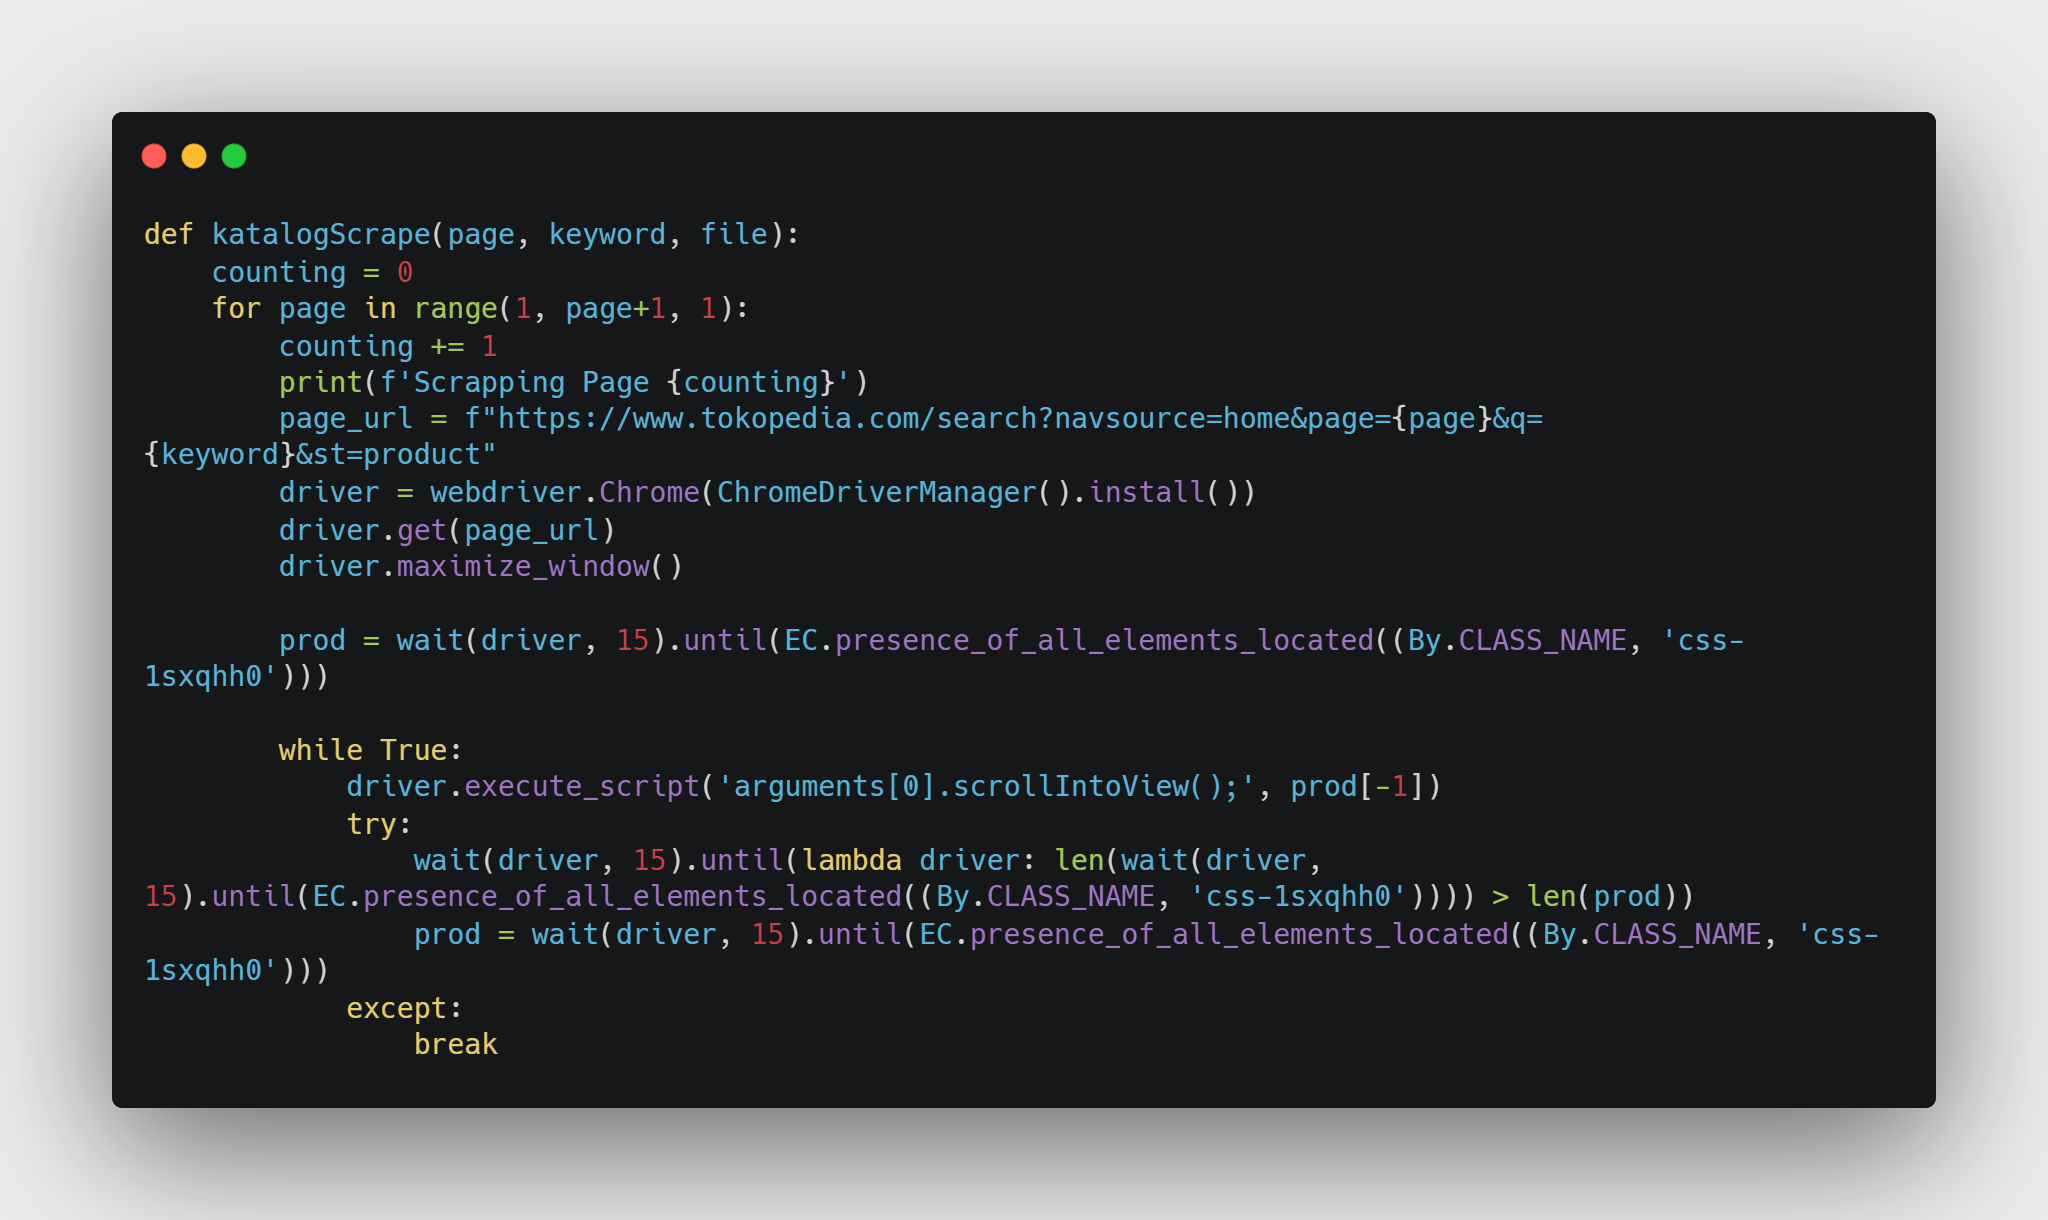 def katalogScrape(page, keyword, file):
    counting = 0
    for page in range(1, page+1, 1):
        counting += 1
        print(f'Scrapping Page {counting}')
        page_url = f"https://www.tokopedia.com/search?navsource=home&page={page}&q=
{keyword}&st=product"
        driver = webdriver.Chrome(ChromeDriverManager().install())
        driver.get(page_url)
        driver.maximize_window()

        prod = wait(driver, 15).until(EC.presence_of_all_elements_located((By.CLASS_NAME, 'css-
1sxqhh0')))

        while True:
            driver.execute_script('arguments[0].scrollIntoView();', prod[-1])
            try:
                wait(driver, 15).until(lambda driver: len(wait(driver,
15).until(EC.presence_of_all_elements_located((By.CLASS_NAME, 'css-1sxqhh0')))) > len(prod))
                prod = wait(driver, 15).until(EC.presence_of_all_elements_located((By.CLASS_NAME, 'css-
1sxqhh0')))
            except:
                break